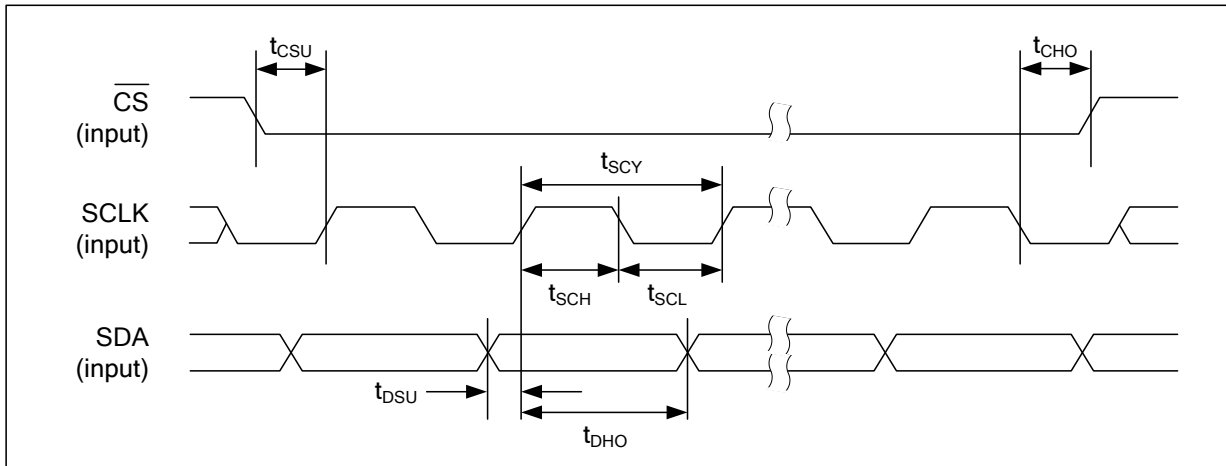 tCSU
tCHO
CS
(input)
tSCY
SCLK
(input)
tSCH
tSCL
SDA
(input)
tDSU
tDHO